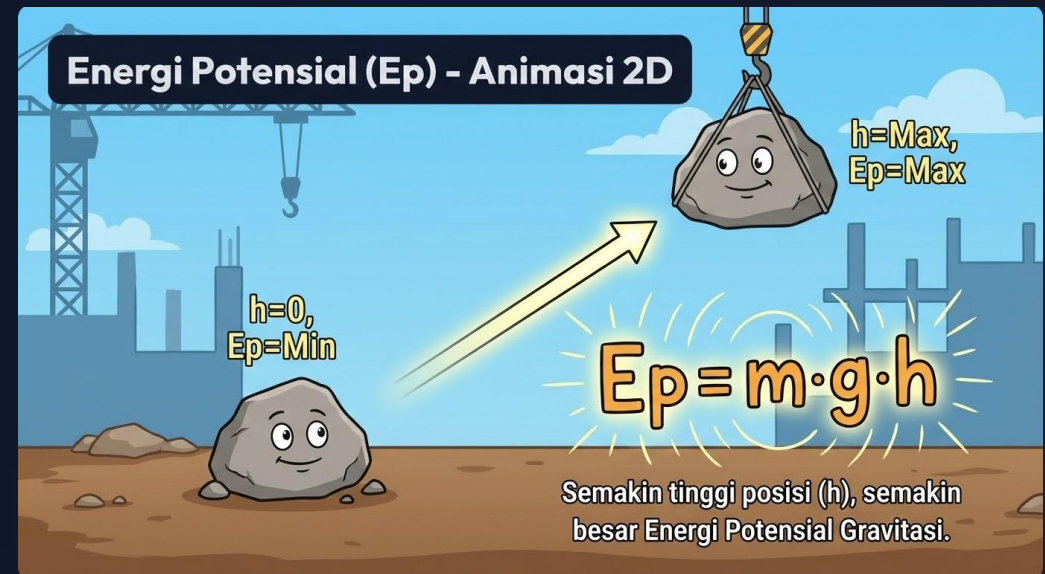 Energi Potensial (Ep) - Animasi 2D
h=Max,
Ep=Max
h=0,
Ep=Min
Ep=m·g·h
Semakin tinggi posisi (h), semakin
besar Energi Potensial Gravitasi.